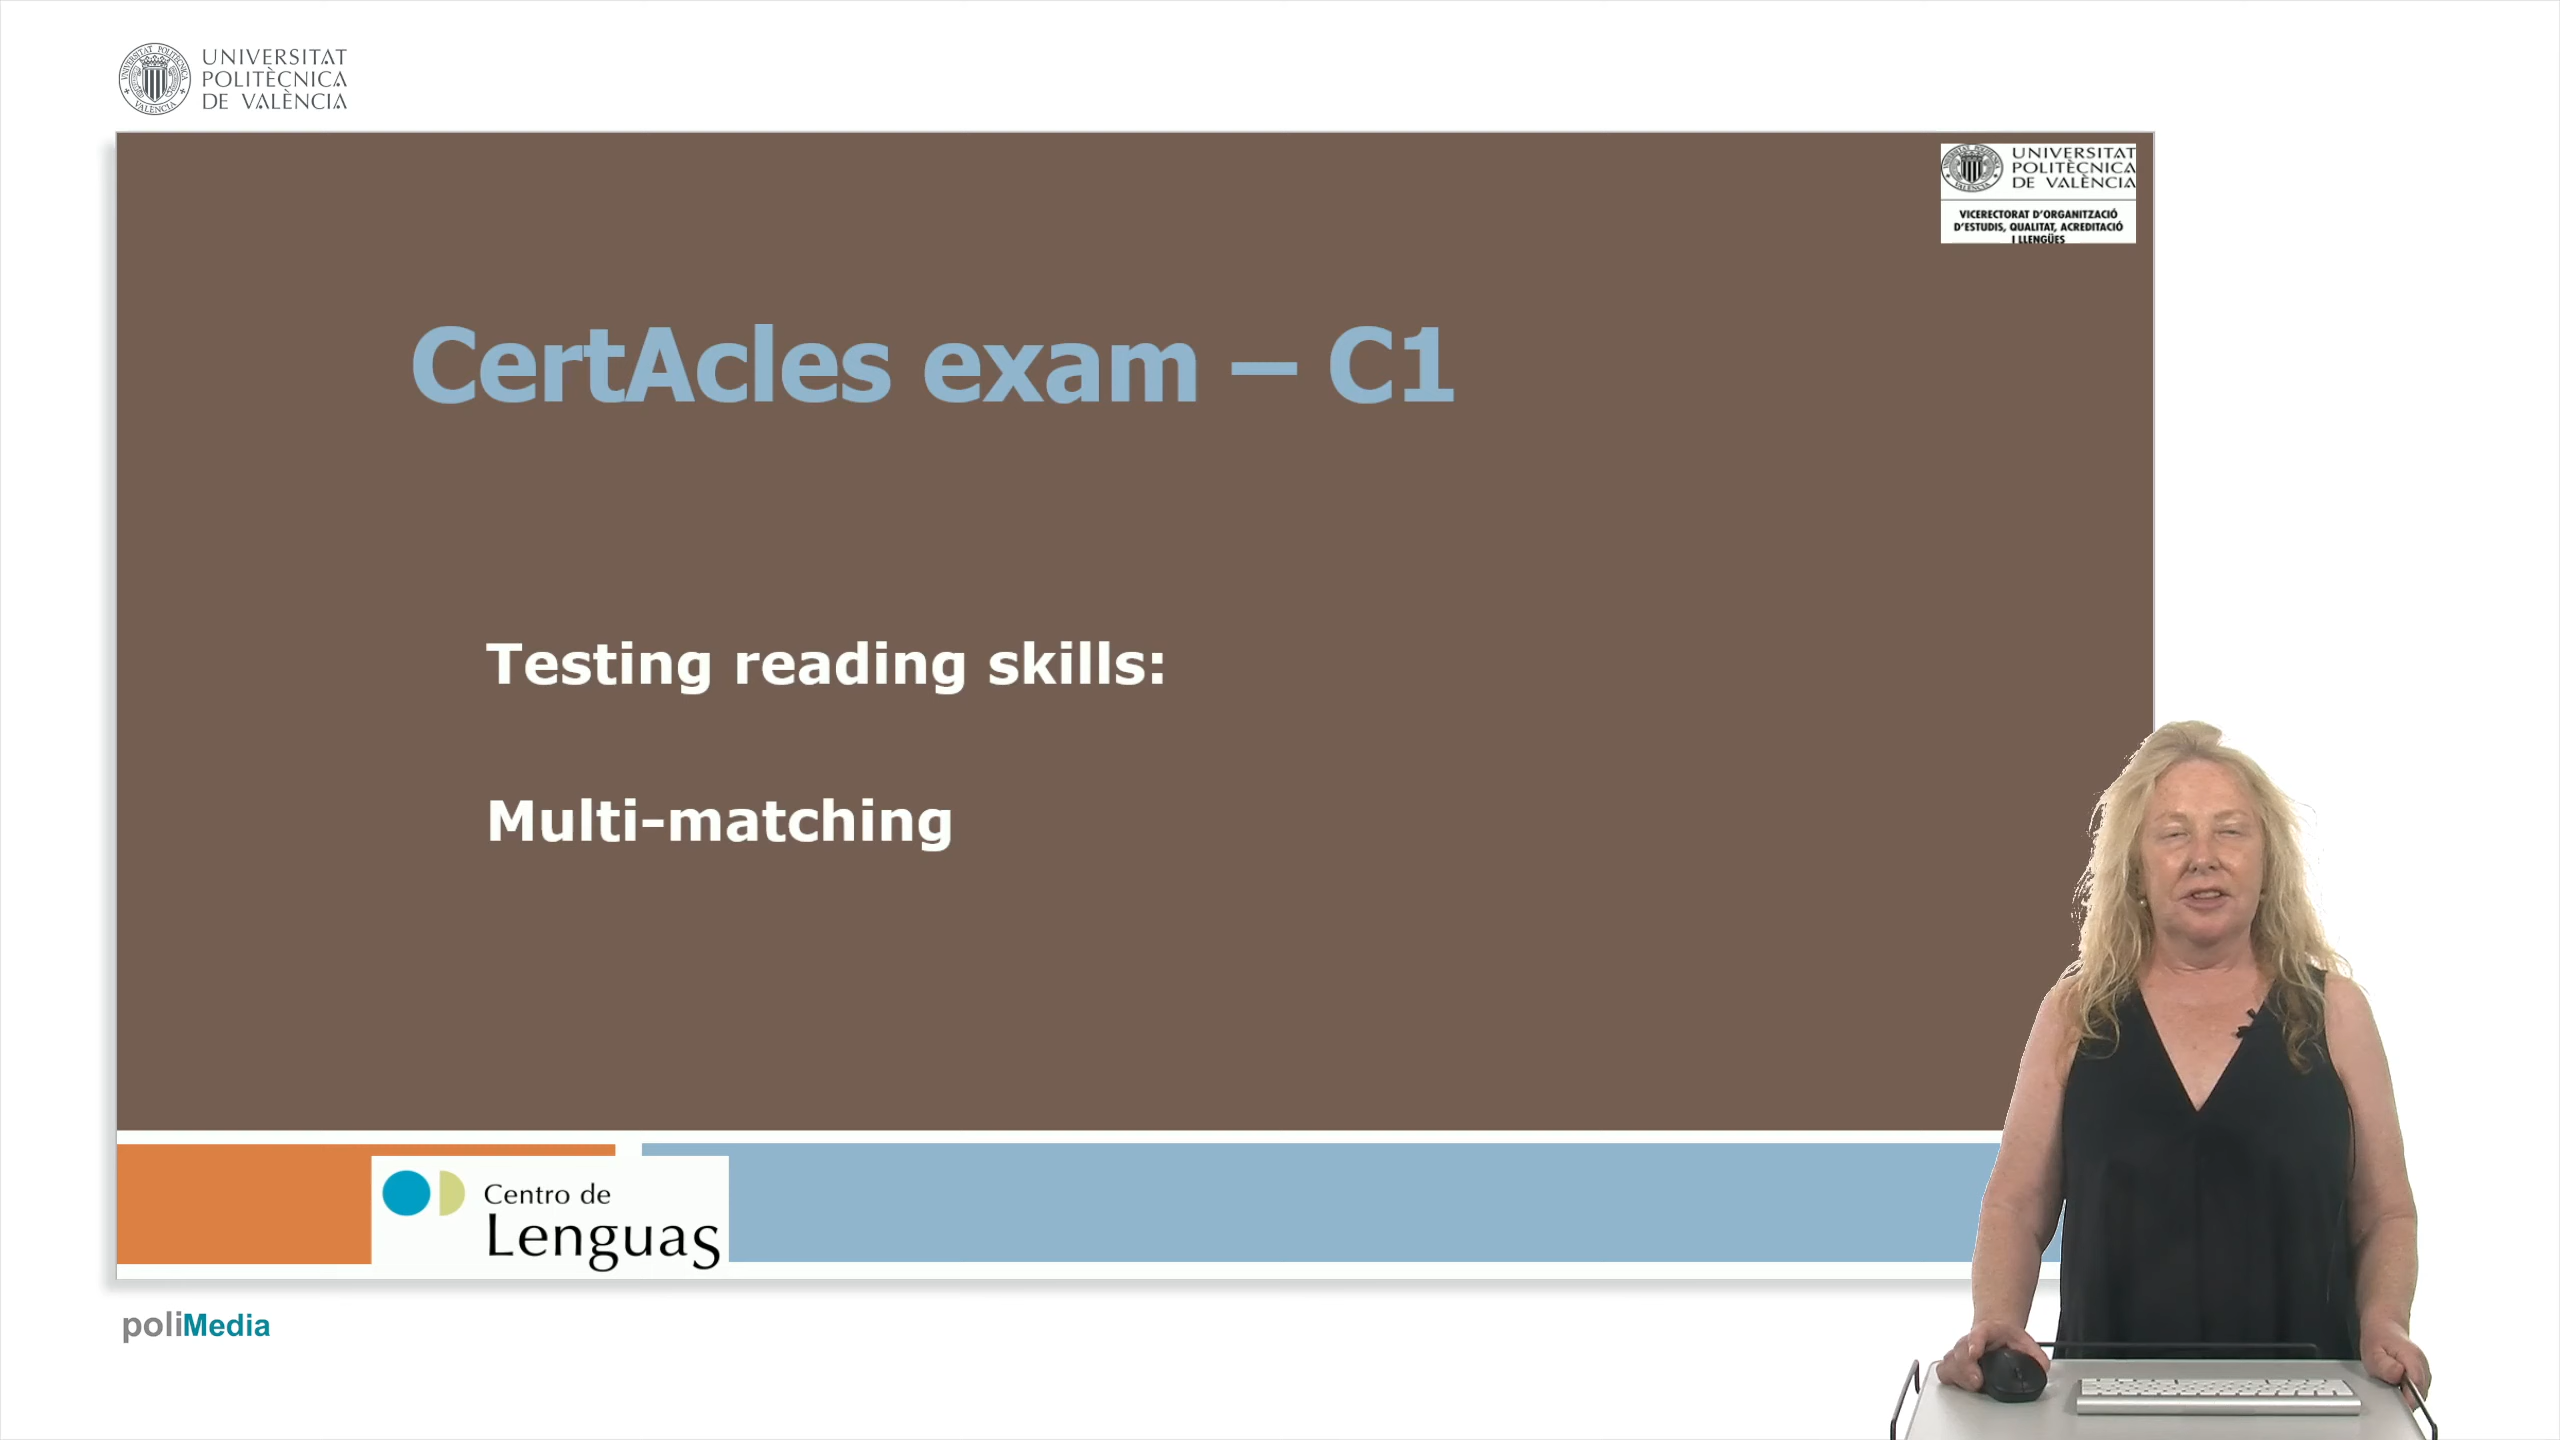 UNIVERSITAT
POLITÈCNICA
DE VALÈNCIA
UNIVERSITAT
POLITÈCNICA
DE VALÈNCIA
VICERECTORAT D'ORGANITZACIÓ
D'ESTUDIS, QUALITAT, ACREDITACIÓ
I LLENGÜES
CertAcles exam – C1
Testing reading skills:
Multi-matching
Centro de
Lenguas
poliMedia